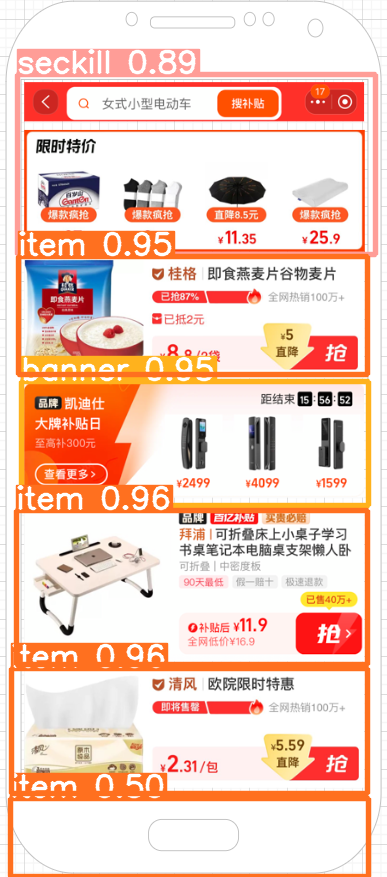 seckill 0.89
17
女式小型电动车
搜补贴
限时特价
爆款疯抢
爆款疯抢
直降8.5元
爆款疯抢
¥11.35
¥25.9
item 0.95
桂格 | 即食燕麦片谷物麦片
即食燕麦片
已抢87%
全网热销100万+
已抵2元
¥5
直降
抢
banner 0.95
品牌 凯迪仕
距结束 15:56:52
大牌补贴日
至高补300元
查看更多>
¥2499
¥4099
¥1599
item 0.96
品牌 百亿补贴 买贵必赔
拜浦 | 可折叠床上小桌子学习
书桌笔记本电脑桌支架懒人卧
可折叠 | 中密度板
90天最低 假一赔十 极速退款
已售40万+
补贴后 ¥11.9
全网低价¥16.9
抢>
item 0.96
清风 | 欧院限时特惠
即将售罄
全网热销100万+
¥5.59
直降
¥2.31/包
抢
item 0.50